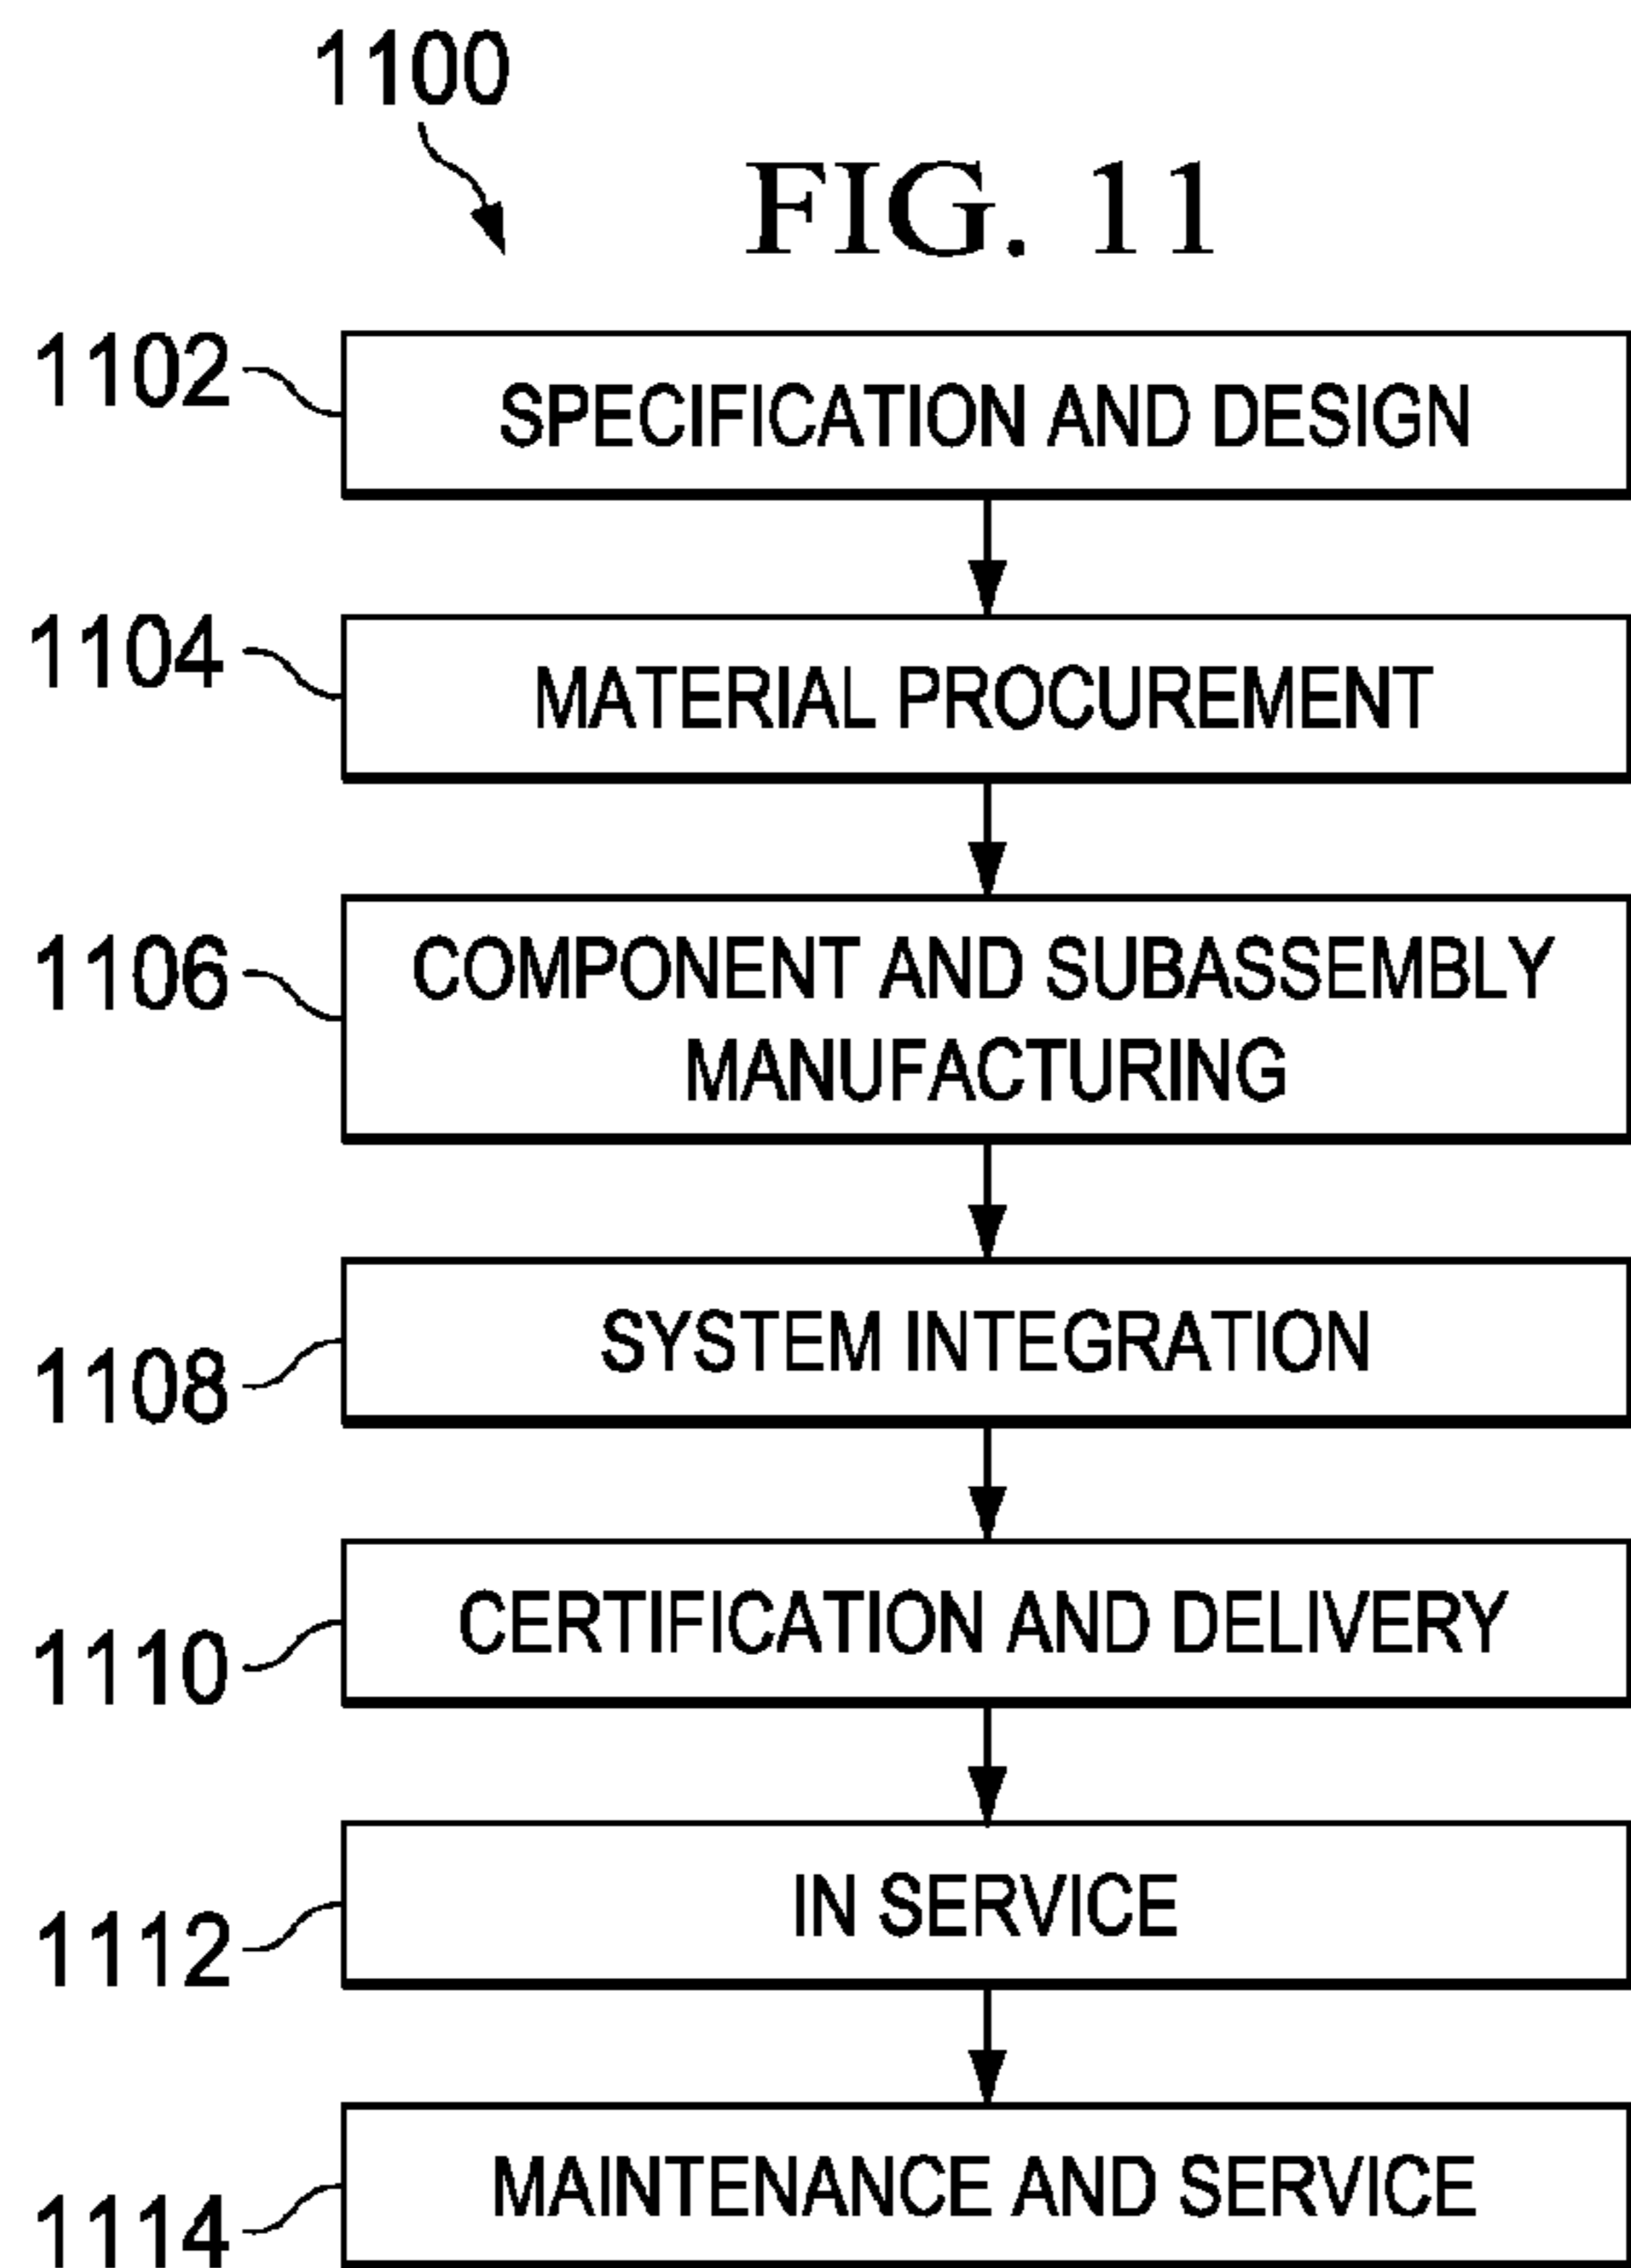 1100
FIG. 11
1102
SPECIFICATION AND DESIGN
1104
MATERIAL PROCUREMENT
1106
COMPONENT AND SUBASSEMBLY
MANUFACTURING
1108
SYSTEM INTEGRATION
1110
CERTIFICATION AND DELIVERY
1112
IN SERVICE
1114
MAINTENANCE AND SERVICE